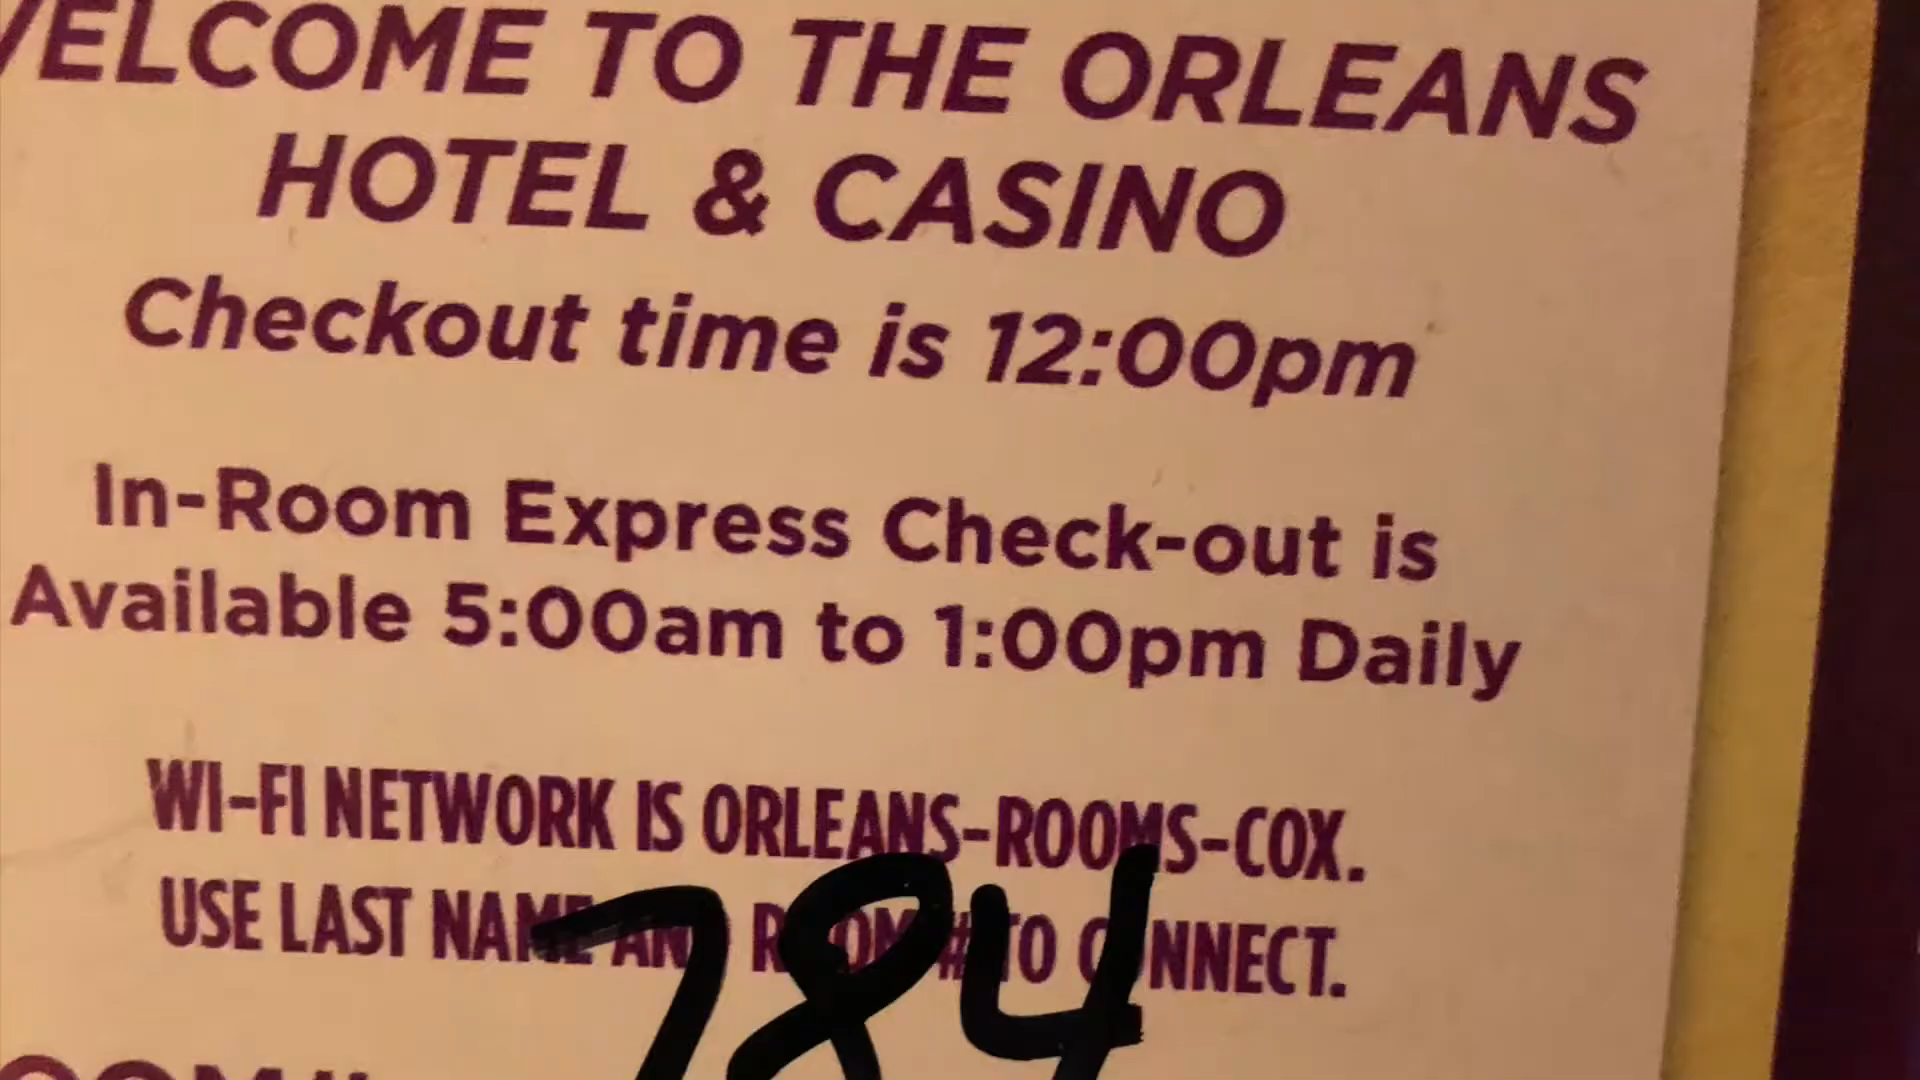 WELCOME TO THE ORLEANS
HOTEL & CASINO
Checkout time is 12:00pm
In-Room Express Check-out is
Available 5:00am to 1:00pm Daily
WI-FI NETWORK IS ORLEANS-ROOMS-COX.
USE LAST NAME AND ROOM # TO CONNECT.
784